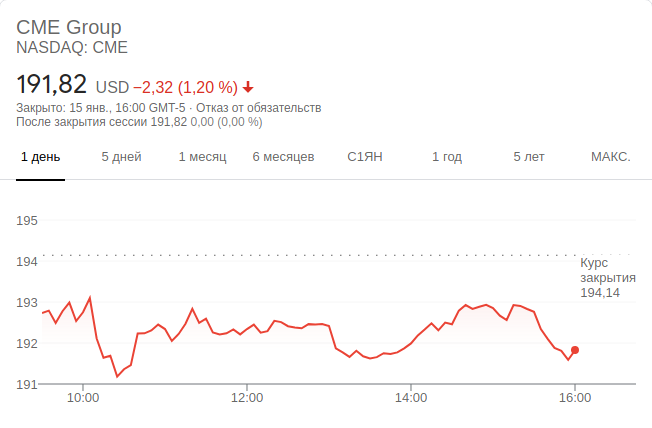 CME Group
NASDAQ: CME
191,82 USD −2,32 (1,20 %)
Закрыто: 15 янв., 16:00 GMT-5 · Отказ от обязательств
После закрытия сессии 191,82 0,00 (0,00 %)
1 день 5 дней 1 месяц 6 месяцев С1ЯН 1 год 5 лет МАКС.
195
194
Курс
закрытия
194,14
193
192
191
10:00 12:00 14:00 16:00